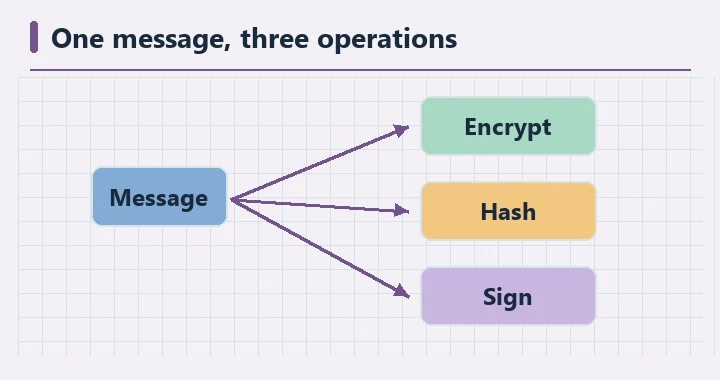 One message, three operations
Message
Encrypt
Hash
Sign